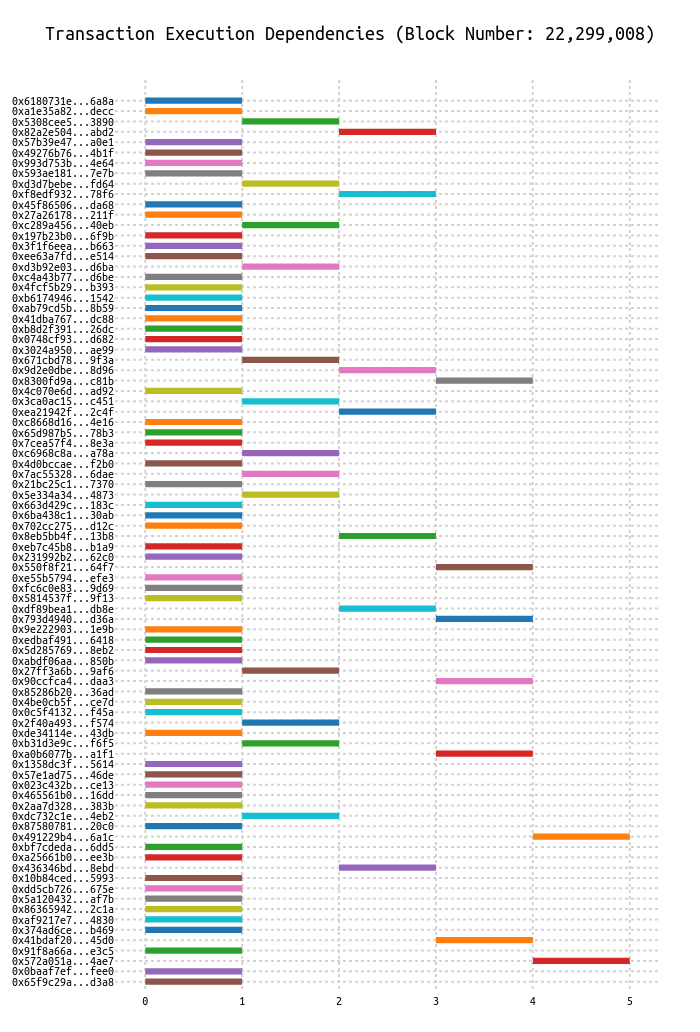 Transaction Execution Dependencies (Block Number: 22,299,008)
0x6180731e...6a8a
0xa1e35a82...decc
0x5308cee5...3890
0x82a2e504...abd2
0x57b39e47...a0e1
0x49276b76...4b1f
0x993d753b...4e64
0x593ae181...7e7b
0xd3d7bebe...fd64
0xf8edf932...78f6
0x45f86506...da68
0x27a26178...211f
0xc289a456...40eb
0x197b23b0...6f9b
0x3f1f6eea...b663
0xee63a7fd...e514
0xd3b92e03...d6ba
0xc4a43b77...d6be
0x4fcf5b29...b393
0xb6174946...1542
0xab79cd5b...8b59
0x41dba767...dc88
0xb8d2f391...26dc
0x0748cf93...d682
0x3024a950...ae99
0x671cbd78...9f3a
0x9d2e0dbe...8d96
0x8300fd9a...c81b
0x4c070e6d...ad92
0x3ca0ac15...c451
0xea21942f...2c4f
0xc8668d16...4e16
0x65d987b5...78b3
0x7cea57f4...8e3a
0xc6968c8a...a78a
0x4d0bccae...f2b0
0x7ac55328...6dae
0x21bc25c1...7370
0x5e334a34...4873
0x663d429c...183c
0x6ba438c1...30ab
0x702cc275...d12c
0x8eb5bb4f...13b8
0xeb7c45b8...b1a9
0x231992b2...62c0
0x550f8f21...64f7
0xe55b5794...efe3
0xfc6c0e83...9d69
0x5814537f...9f13
0xdf89bea1...db8e
0x793d4940...d36a
0x9e222903...1e9b
0xedbaf491...6418
0x5d285769...8eb2
0xabdf06aa...850b
0x27ff3a6b...9af6
0x90ccfca4...daa3
0x85286b20...36ad
0x4be0cb5f...ce7d
0x0c5f4132...f45a
0x2f40a493...f574
0xde34114e...43db
0xb31d3e9c...f6f5
0xa0b6077b...a1f1
0x1358dc3f...5614
0x57e1ad75...46de
0x023c432b...ce13
0x465561b0...16dd
0x2aa7d328...383b
0xdc732c1e...4eb2
0x87580781...20c0
0x491229b4...6a1c
0xbf7cdeda...6dd5
0xa25661b0...ee3b
0x436346bd...8ebd
0x10b84ced...5993
0xdd5cb726...675e
0x5a120432...af7b
0x86365942...2c1a
0xaf9217e7...4830
0x374ad6ce...b469
0x41bdaf20...45d0
0x91f8a66a...e3c5
0x572a051a...4ae7
0x0baaf7ef...fee0
0x65f9c29a...d3a8
0 1 2 3 4 5